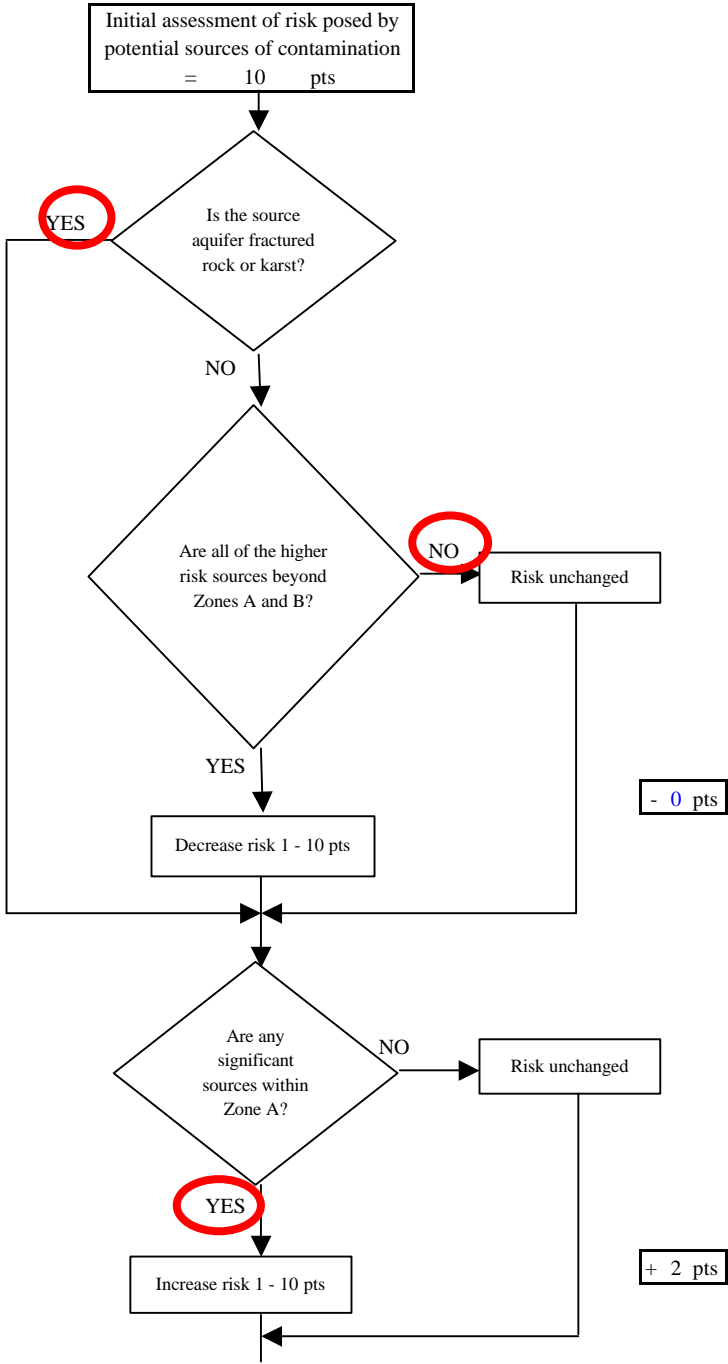 Initial assessment of risk posed by
potential sources of contamination
= 10 pts
Is the source
aquifer fractured
rock or karst?
YES
NO
Are all of the higher
risk sources beyond
Zones A and B?
NO
Risk unchanged
YES
- 0 pts
Decrease risk 1 - 10 pts
Are any
significant
sources within
Zone A?
NO
Risk unchanged
YES
+ 2 pts
Increase risk 1 - 10 pts